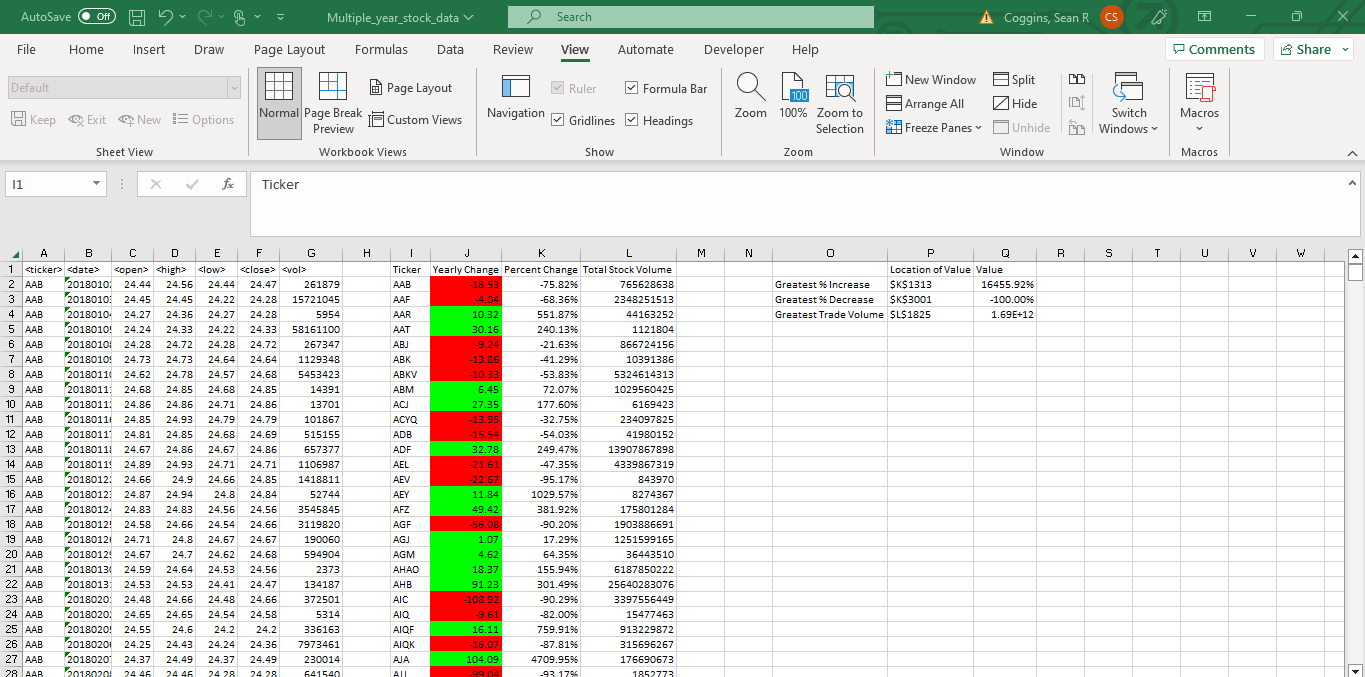 AutoSave Off Multiple_year_stock_data Search Coggins, Sean R CS
File Home Insert Draw Page Layout Formulas Data Review View Automate Developer Help Comments Share
Default
Keep Exit New Options
Sheet View
Normal Page Break Preview Page Layout Custom Views
Workbook Views
Navigation Ruler Formula Bar Gridlines Headings
Show
Zoom 100 100% Zoom to Selection
Zoom
New Window Arrange All Freeze Panes Split Hide Unhide Switch Windows
Window
Macros
Macros
I1 fx Ticker
A B C D E F G H I J K L M N O P Q R S T U V W
1 <ticker> <date> <open> <high> <low> <close> <vol> Ticker Yearly Change Percent Change Total Stock Volume Location of Value Value
2 AAB 2018010 24.44 24.56 24.44 24.47 261879 AAB -18.53 -75.82% 765628638 Greatest % Increase $K$1313 16455.92%
3 AAB 2018010 24.45 24.45 24.22 24.28 15721045 AAF -4.04 -68.36% 2348251513 Greatest % Decrease $K$3001 -100.00%
4 AAB 2018010 24.27 24.36 24.27 24.28 5954 AAR 10.32 551.87% 44163252 Greatest Trade Volume $L$1825 1.69E+12
5 AAB 2018010 24.24 24.33 24.22 24.33 58161100 AAT 30.16 240.13% 1121804
6 AAB 2018010 24.28 24.72 24.28 24.72 267347 ABJ -9.24 -21.63% 866724156
7 AAB 2018010 24.73 24.73 24.64 24.64 1129348 ABK -13.86 -41.29% 10391386
8 AAB 2018011 24.62 24.78 24.57 24.68 5453423 ABKV -10.33 -53.83% 5324614313
9 AAB 2018011 24.68 24.85 24.68 24.85 14391 ABM 6.45 72.07% 1029560425
10 AAB 2018011 24.86 24.86 24.71 24.86 13701 ACJ 27.35 177.60% 6169423
11 AAB 2018011 24.85 24.93 24.79 24.79 101867 ACYQ -13.95 -32.75% 234097825
12 AAB 2018011 24.81 24.85 24.68 24.69 515155 ADB -15.54 -54.03% 41980152
13 AAB 2018011 24.67 24.86 24.67 24.86 657377 ADF 32.78 249.47% 13907867898
14 AAB 2018011 24.89 24.93 24.71 24.71 1106987 AEL -21.61 -47.35% 4339867319
15 AAB 2018012 24.66 24.9 24.66 24.85 1418811 AEV -22.67 -95.17% 843970
16 AAB 2018012 24.87 24.94 24.8 24.84 52744 AEY 11.84 1029.57% 8274367
17 AAB 2018012 24.83 24.83 24.56 24.56 3545845 AFZ 49.42 381.92% 175801284
18 AAB 2018012 24.58 24.66 24.54 24.66 3119820 AGF -56.08 -90.20% 1903886691
19 AAB 2018012 24.71 24.8 24.67 24.67 190060 AGJ 1.07 17.29% 1251599165
20 AAB 2018012 24.67 24.7 24.62 24.68 594904 AGM 4.62 64.35% 36443510
21 AAB 2018013 24.59 24.64 24.53 24.56 2373 AHAO 18.37 155.94% 6187850222
22 AAB 2018013 24.53 24.53 24.41 24.47 134187 AHB 91.23 301.49% 25640283076
23 AAB 2018020 24.48 24.66 24.48 24.66 372501 AIC -103.92 -90.29% 3397556449
24 AAB 2018020 24.65 24.65 24.54 24.58 5314 AIQ -9.61 -82.00% 15477463
25 AAB 2018020 24.55 24.6 24.2 24.2 336163 AIQF 16.11 759.91% 913229872
26 AAB 2018020 24.25 24.43 24.24 24.36 7973461 AIQK -16.07 -87.81% 315696267
27 AAB 2018020 24.37 24.49 24.37 24.49 230014 AJA 104.09 4709.95% 176690673
28 AAB 2018020 24.46 24.46 24.28 24.28 641540 -99.04 -93.17% 1852773